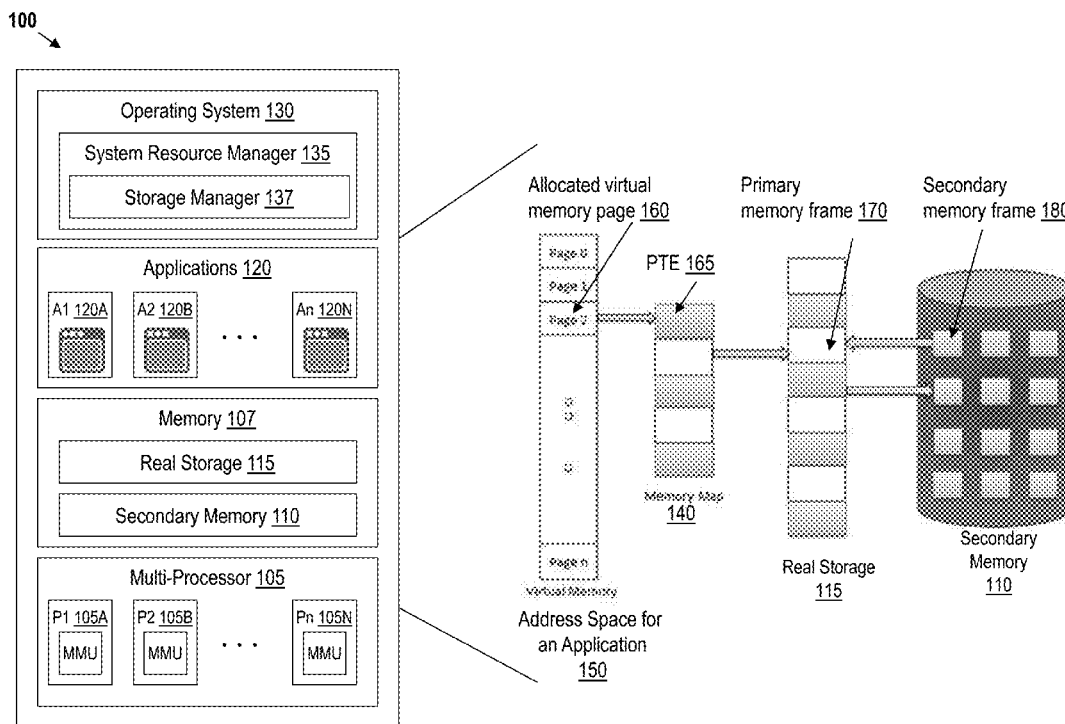 100
Operating System 130
System Resource Manager 135
Storage Manager 137
Applications 120
A1 120A
A2 120B
An 120N
Memory 107
Real Storage 115
Secondary Memory 110
Multi-Processor 105
P1 105A
P2 105B
Pn 105N
MMU
MMU
MMU
Allocated virtual
memory page 160
Page 0
Page 1
Page 2
Page n
Virtual Memory
Address Space for
an Application
150
PTE 165
Memory Map
140
Primary
memory frame 170
Real Storage
115
Secondary
memory frame 180
Secondary
Memory
110